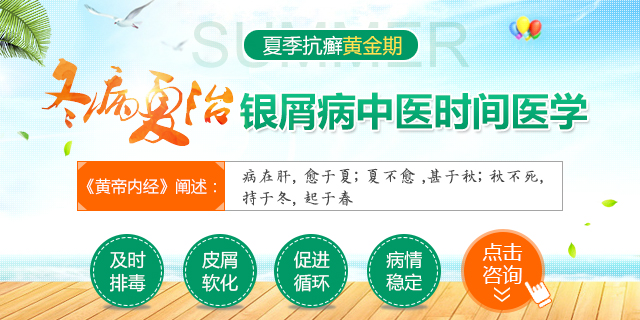 SUMMER
夏季抗癣黄金期
冬病夏治 银屑病中医时间医学
《黄帝内经》阐述：
病在肝, 愈于夏; 夏不愈 ,甚于秋; 秋不死,
持于冬, 起于春
及时
排毒
皮屑
软化
促进
循环
病情
稳定
点击
咨询